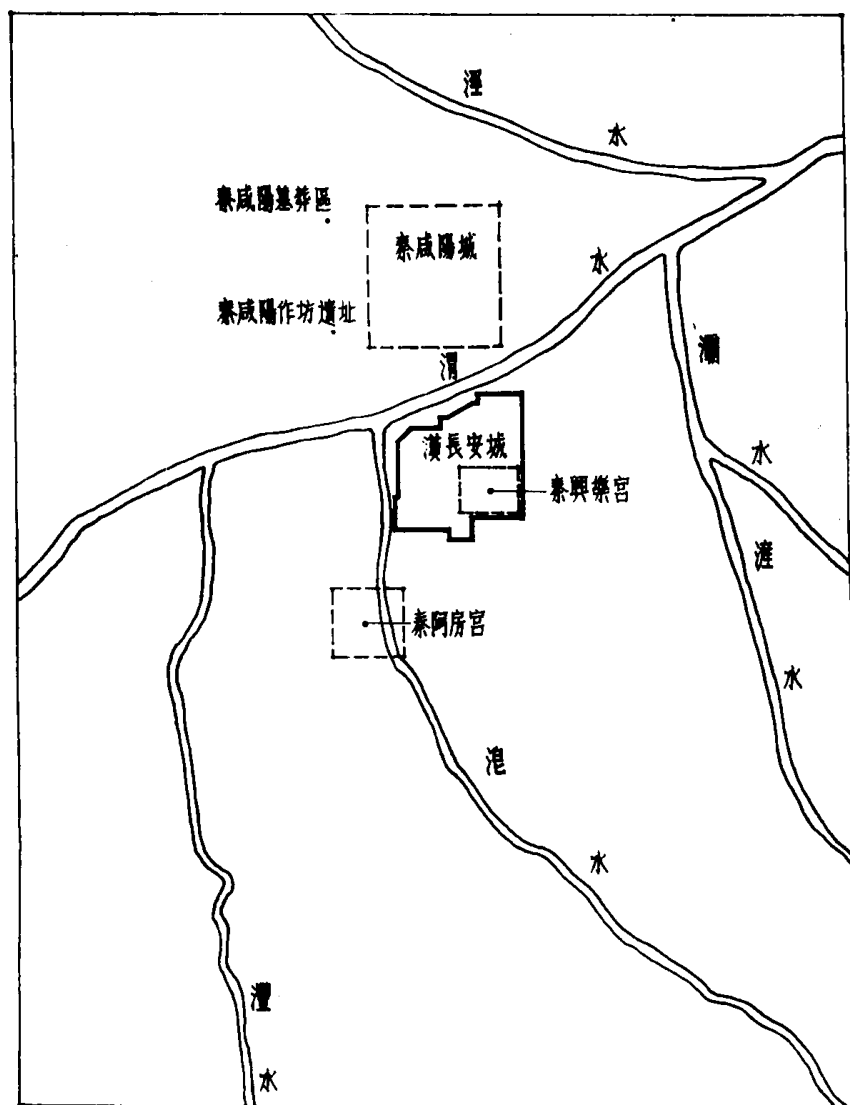 涇水
秦咸陽墓葬區
秦咸陽城
秦咸陽作坊遺址
渭水
灞水
漢長安城
秦興樂宮
滻水
秦阿房宮
皂水
灃水